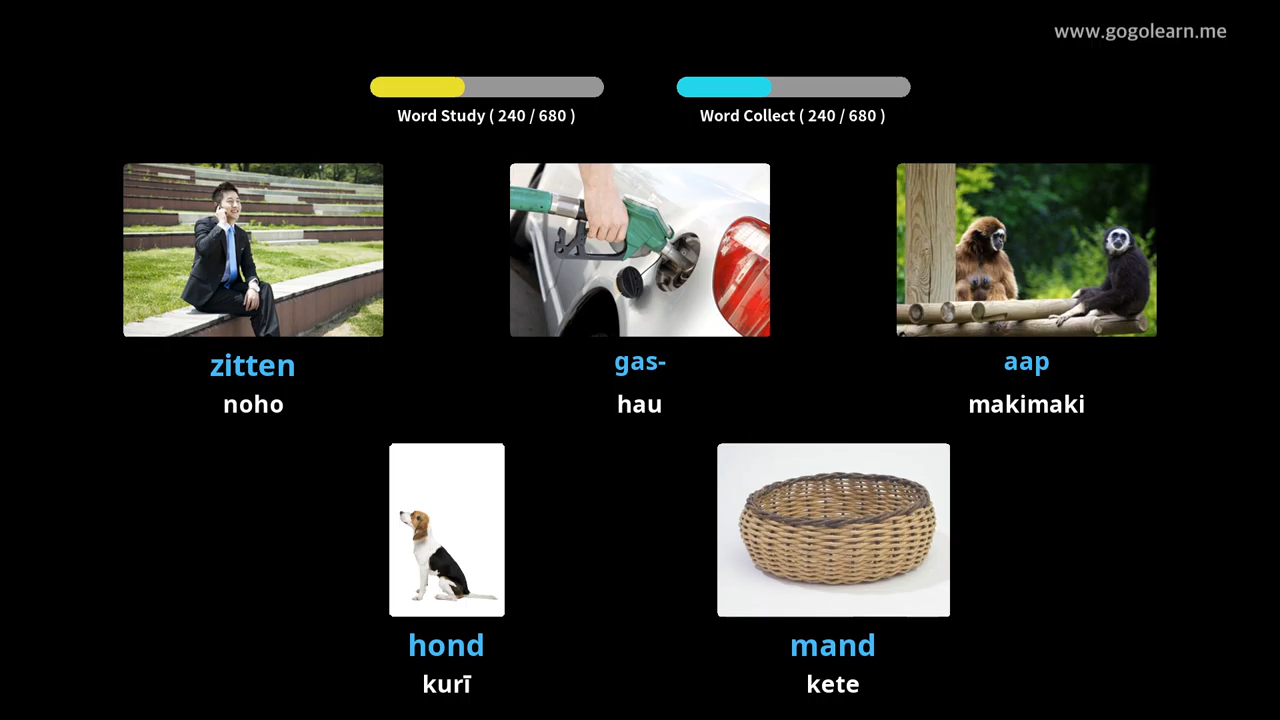 www.gogolearn.me
Word Study ( 240 / 680 )
Word Collect ( 240 / 680 )
zitten
noho
gas-
hau
aap
makimaki
hond
kurī
mand
kete